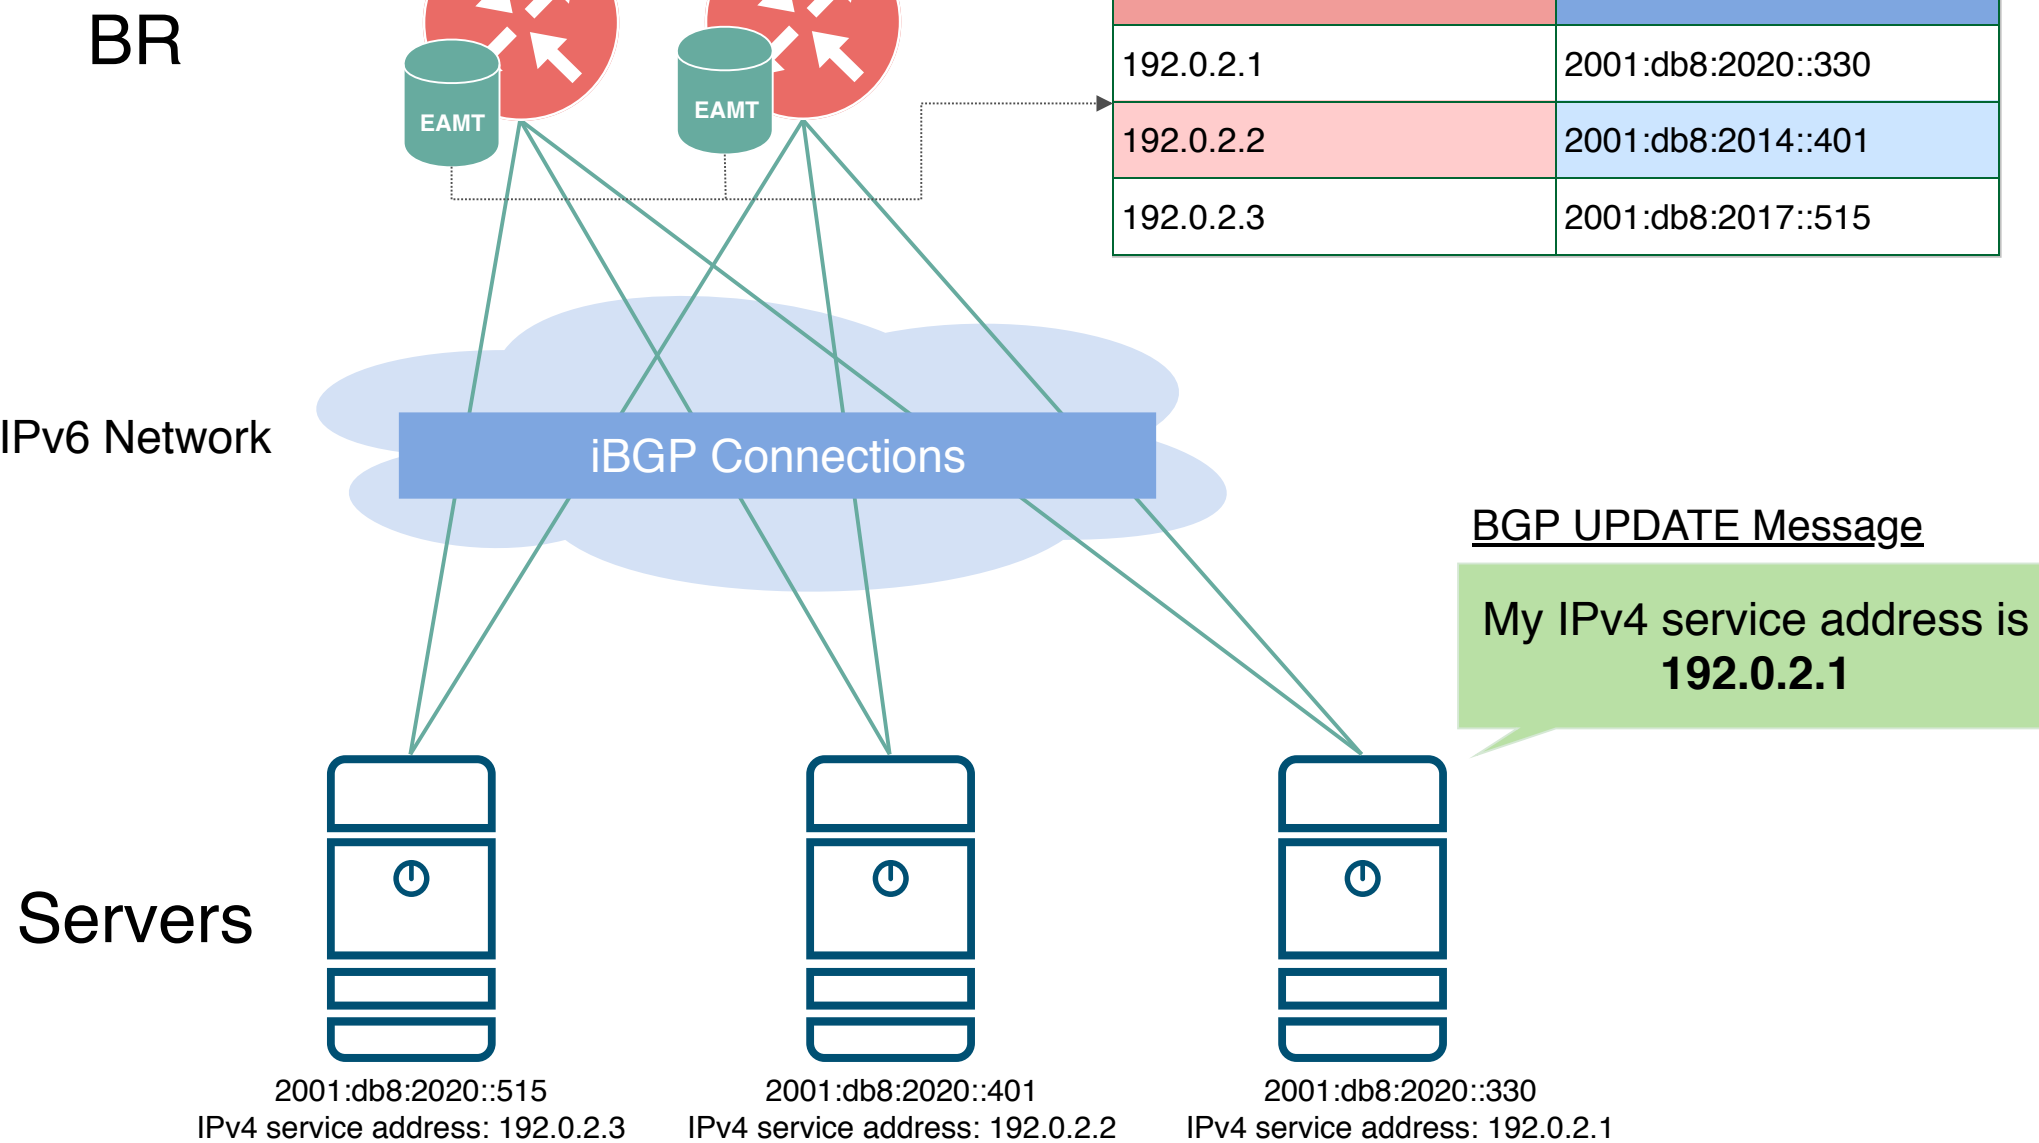 BR
EAMT
EAMT
192.0.2.1 2001:db8:2020::330
192.0.2.2 2001:db8:2014::401
192.0.2.3 2001:db8:2017::515
IPv6 Network
iBGP Connections
BGP UPDATE Message
My IPv4 service address is
192.0.2.1
Servers
2001:db8:2020::515
IPv4 service address: 192.0.2.3
2001:db8:2020::401
IPv4 service address: 192.0.2.2
2001:db8:2020::330
IPv4 service address: 192.0.2.1